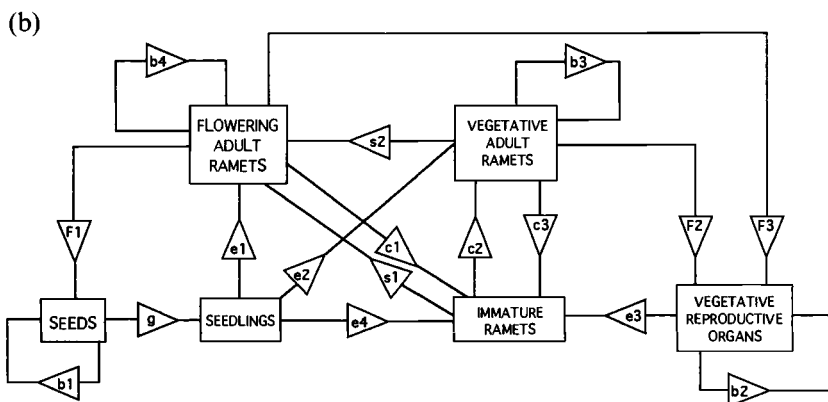 (b)
b4
b3
FLOWERING
ADULT
RAMETS
VEGETATIVE
ADULT
RAMETS
s2
F1
e1
e2
c1
s1
c2
c3
F2
F3
SEEDS
g
SEEDLINGS
e4
IMMATURE
RAMETS
e3
VEGETATIVE
REPRODUCTIVE
ORGANS
b1
b2